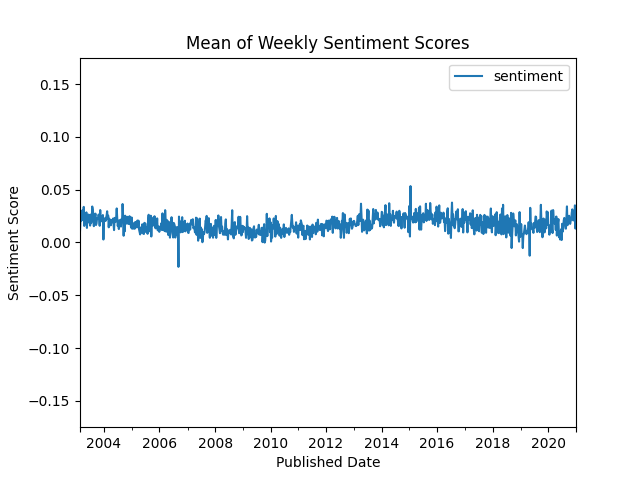 Mean of Weekly Sentiment Scores
sentiment
0.15
0.10
0.05
0.00
−0.05
−0.10
−0.15
Sentiment Score
2004 2006 2008 2010 2012 2014 2016 2018 2020
Published Date